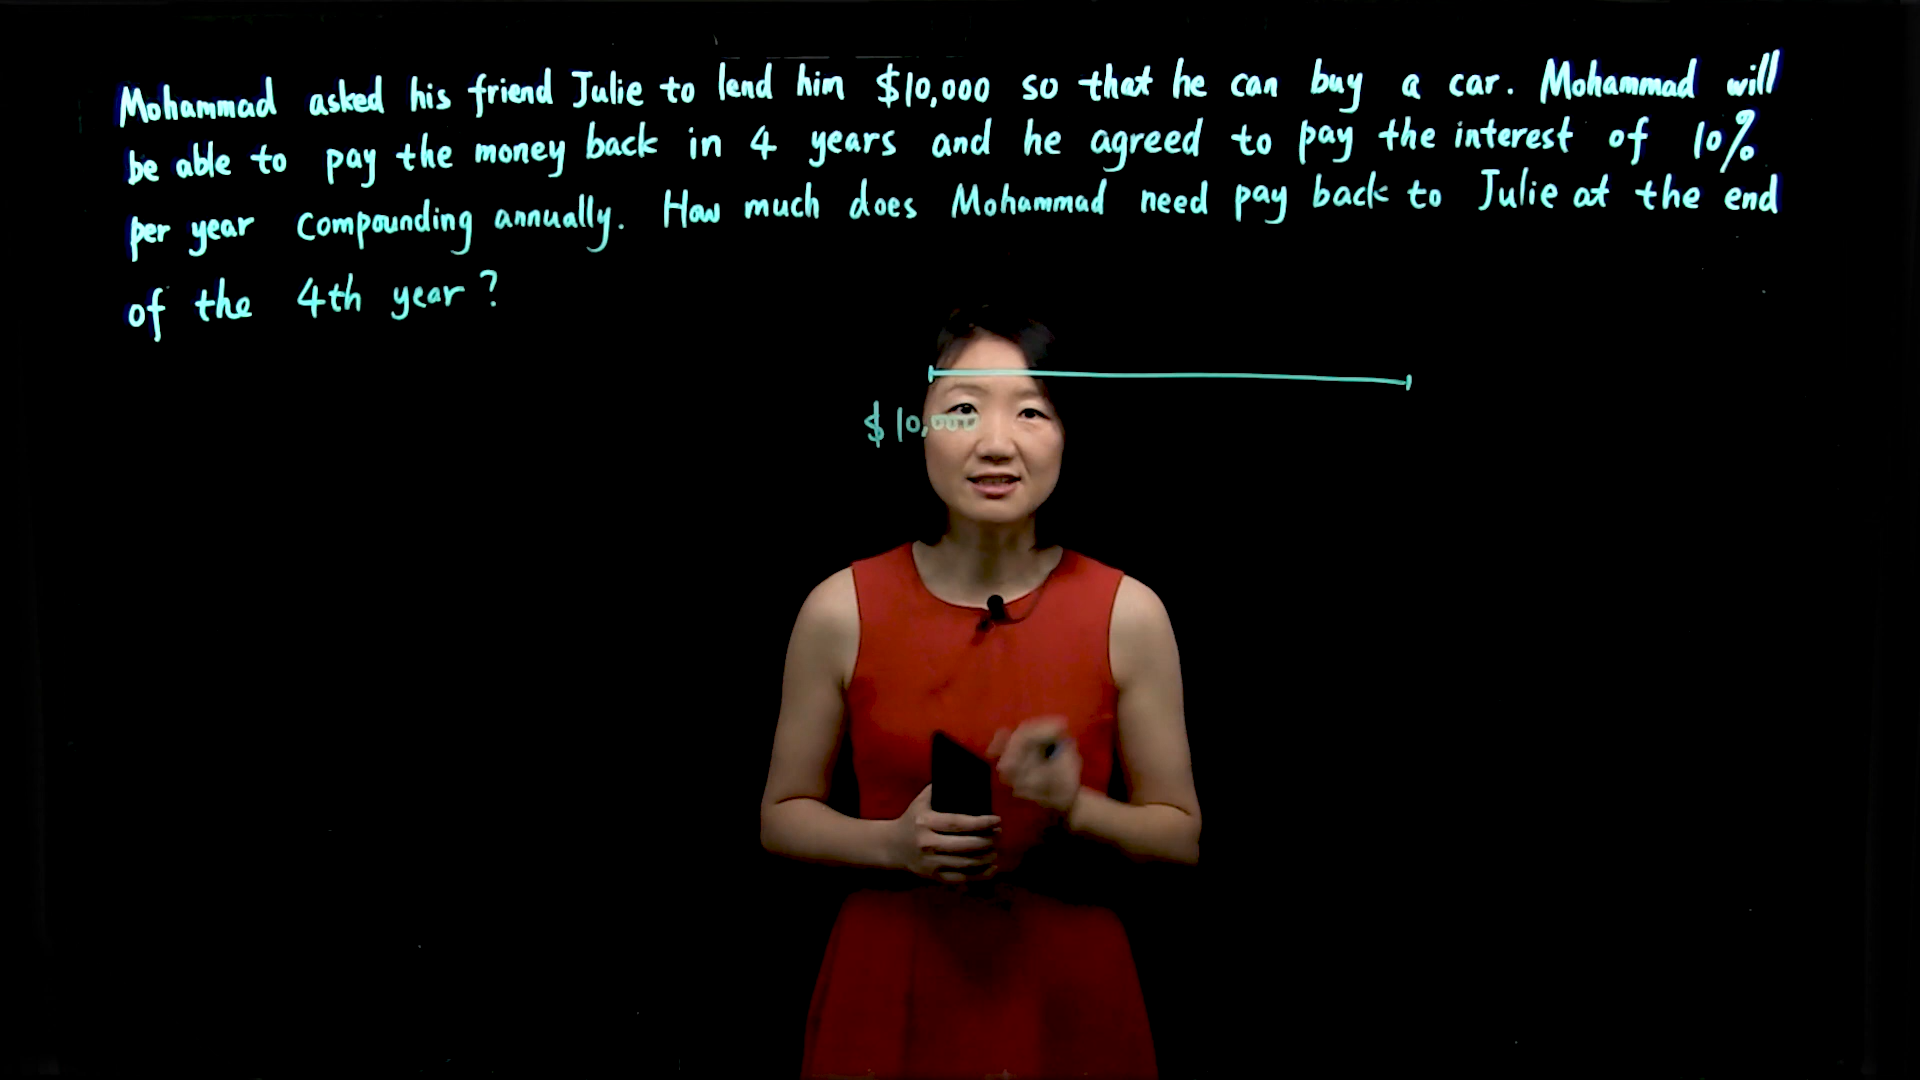 Mohammad asked his friend Julie to lend him $10,000 so that he can buy a car. Mohammad will
be able to pay the money back in 4 years and he agreed to pay the interest of 10%
per year compounding annually. How much does Mohammad need pay back to Julie at the end
of the 4th year?
$10,000